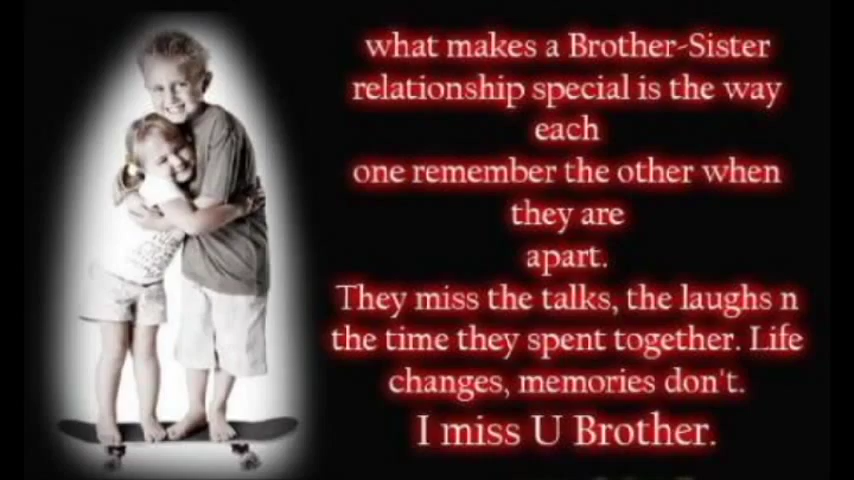 what makes a Brother-Sister
relationship special is the way
each
one remember the other when
they are
apart.
They miss the talks, the laughs n
the time they spent together. Life
changes, memories don't.
I miss U Brother.